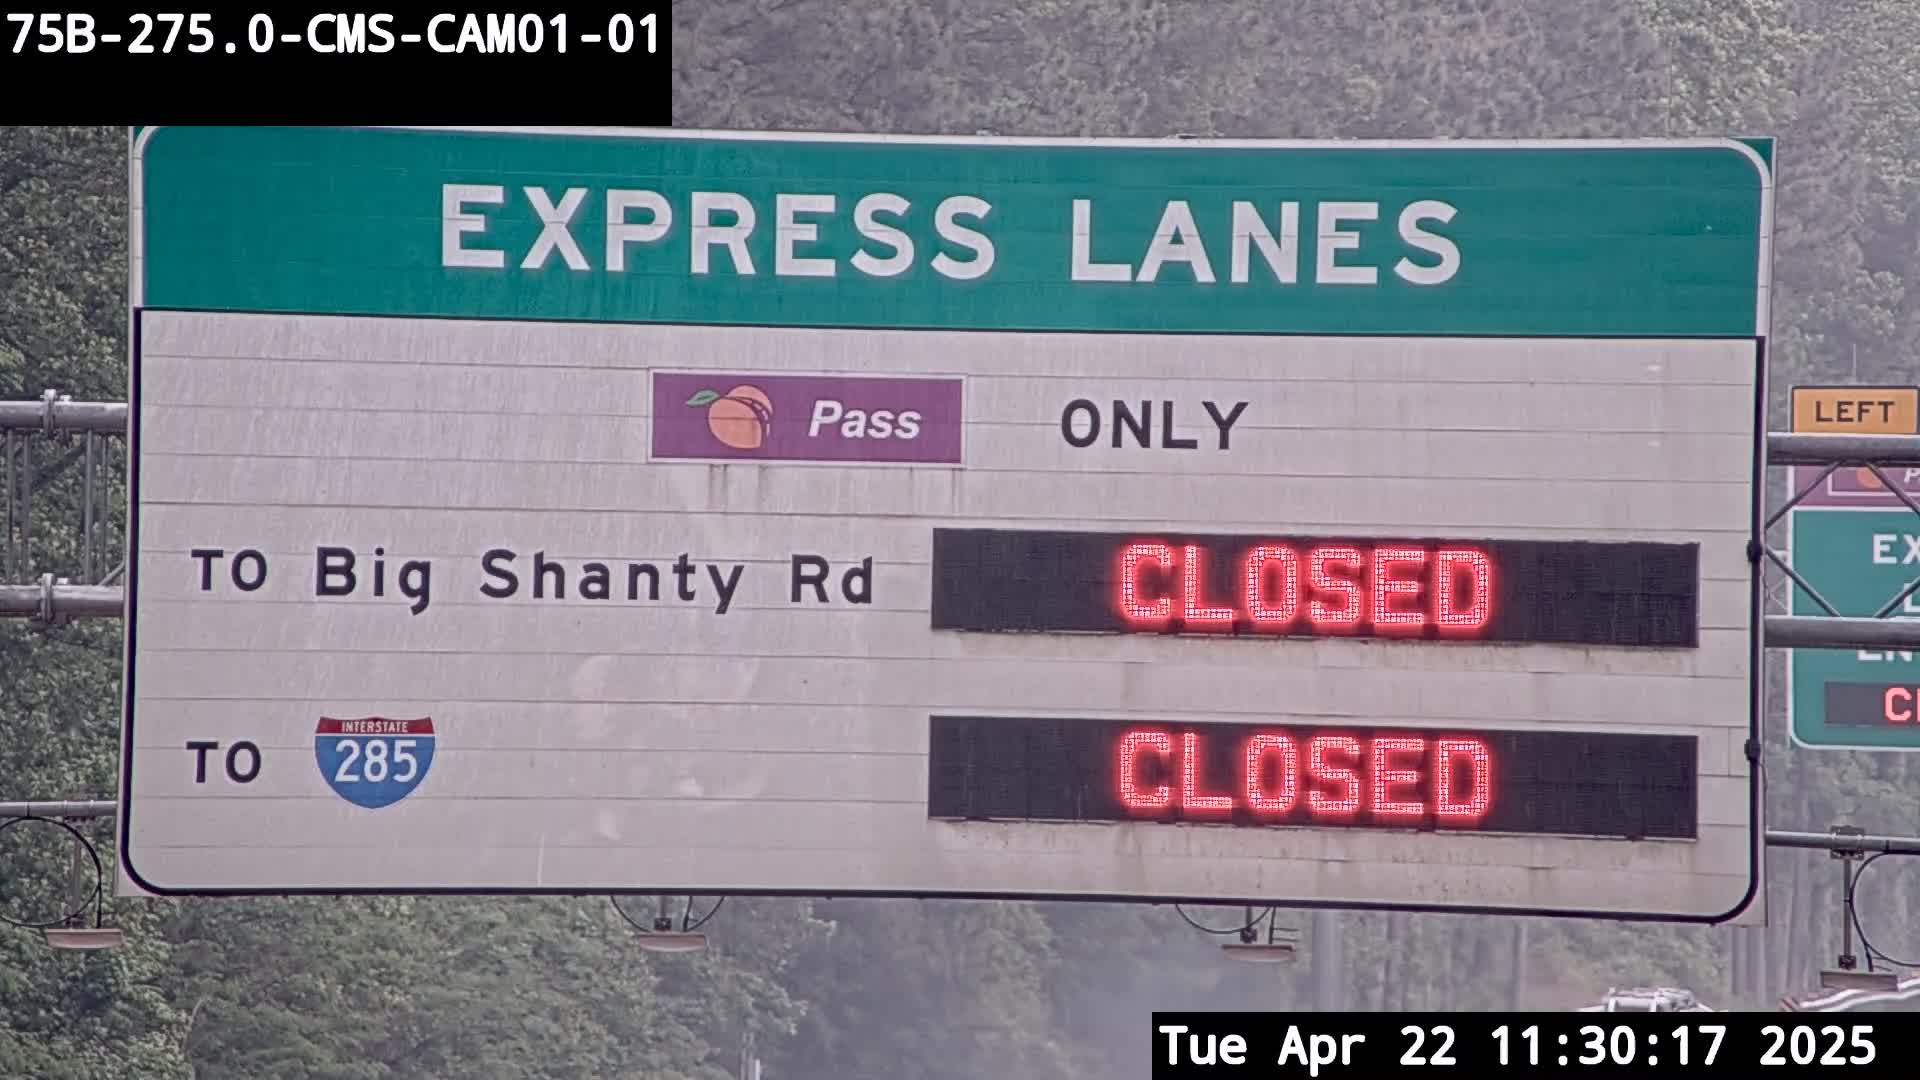 75B-275.0-CMS-CAM01-01
EXPRESS LANES
Pass ONLY
LEFT
TO Big Shanty Rd CLOSED
TO INTERSTATE 285 CLOSED
Tue Apr 22 11:30:17 2025